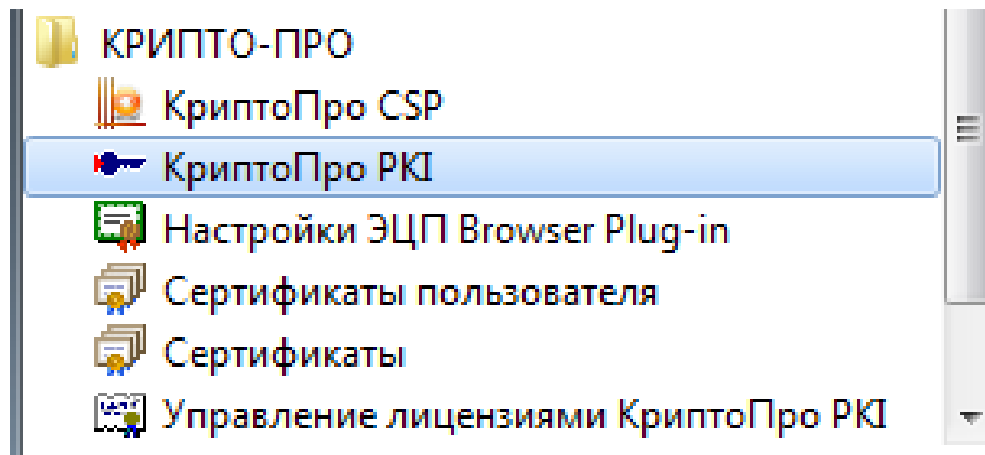 КРИПТО-ПРО
КриптоПро CSP
КриптоПро PKI
Настройки ЭЦП Browser Plug-in
Сертификаты пользователя
Сертификаты
Управление лицензиями КриптоПро PKI